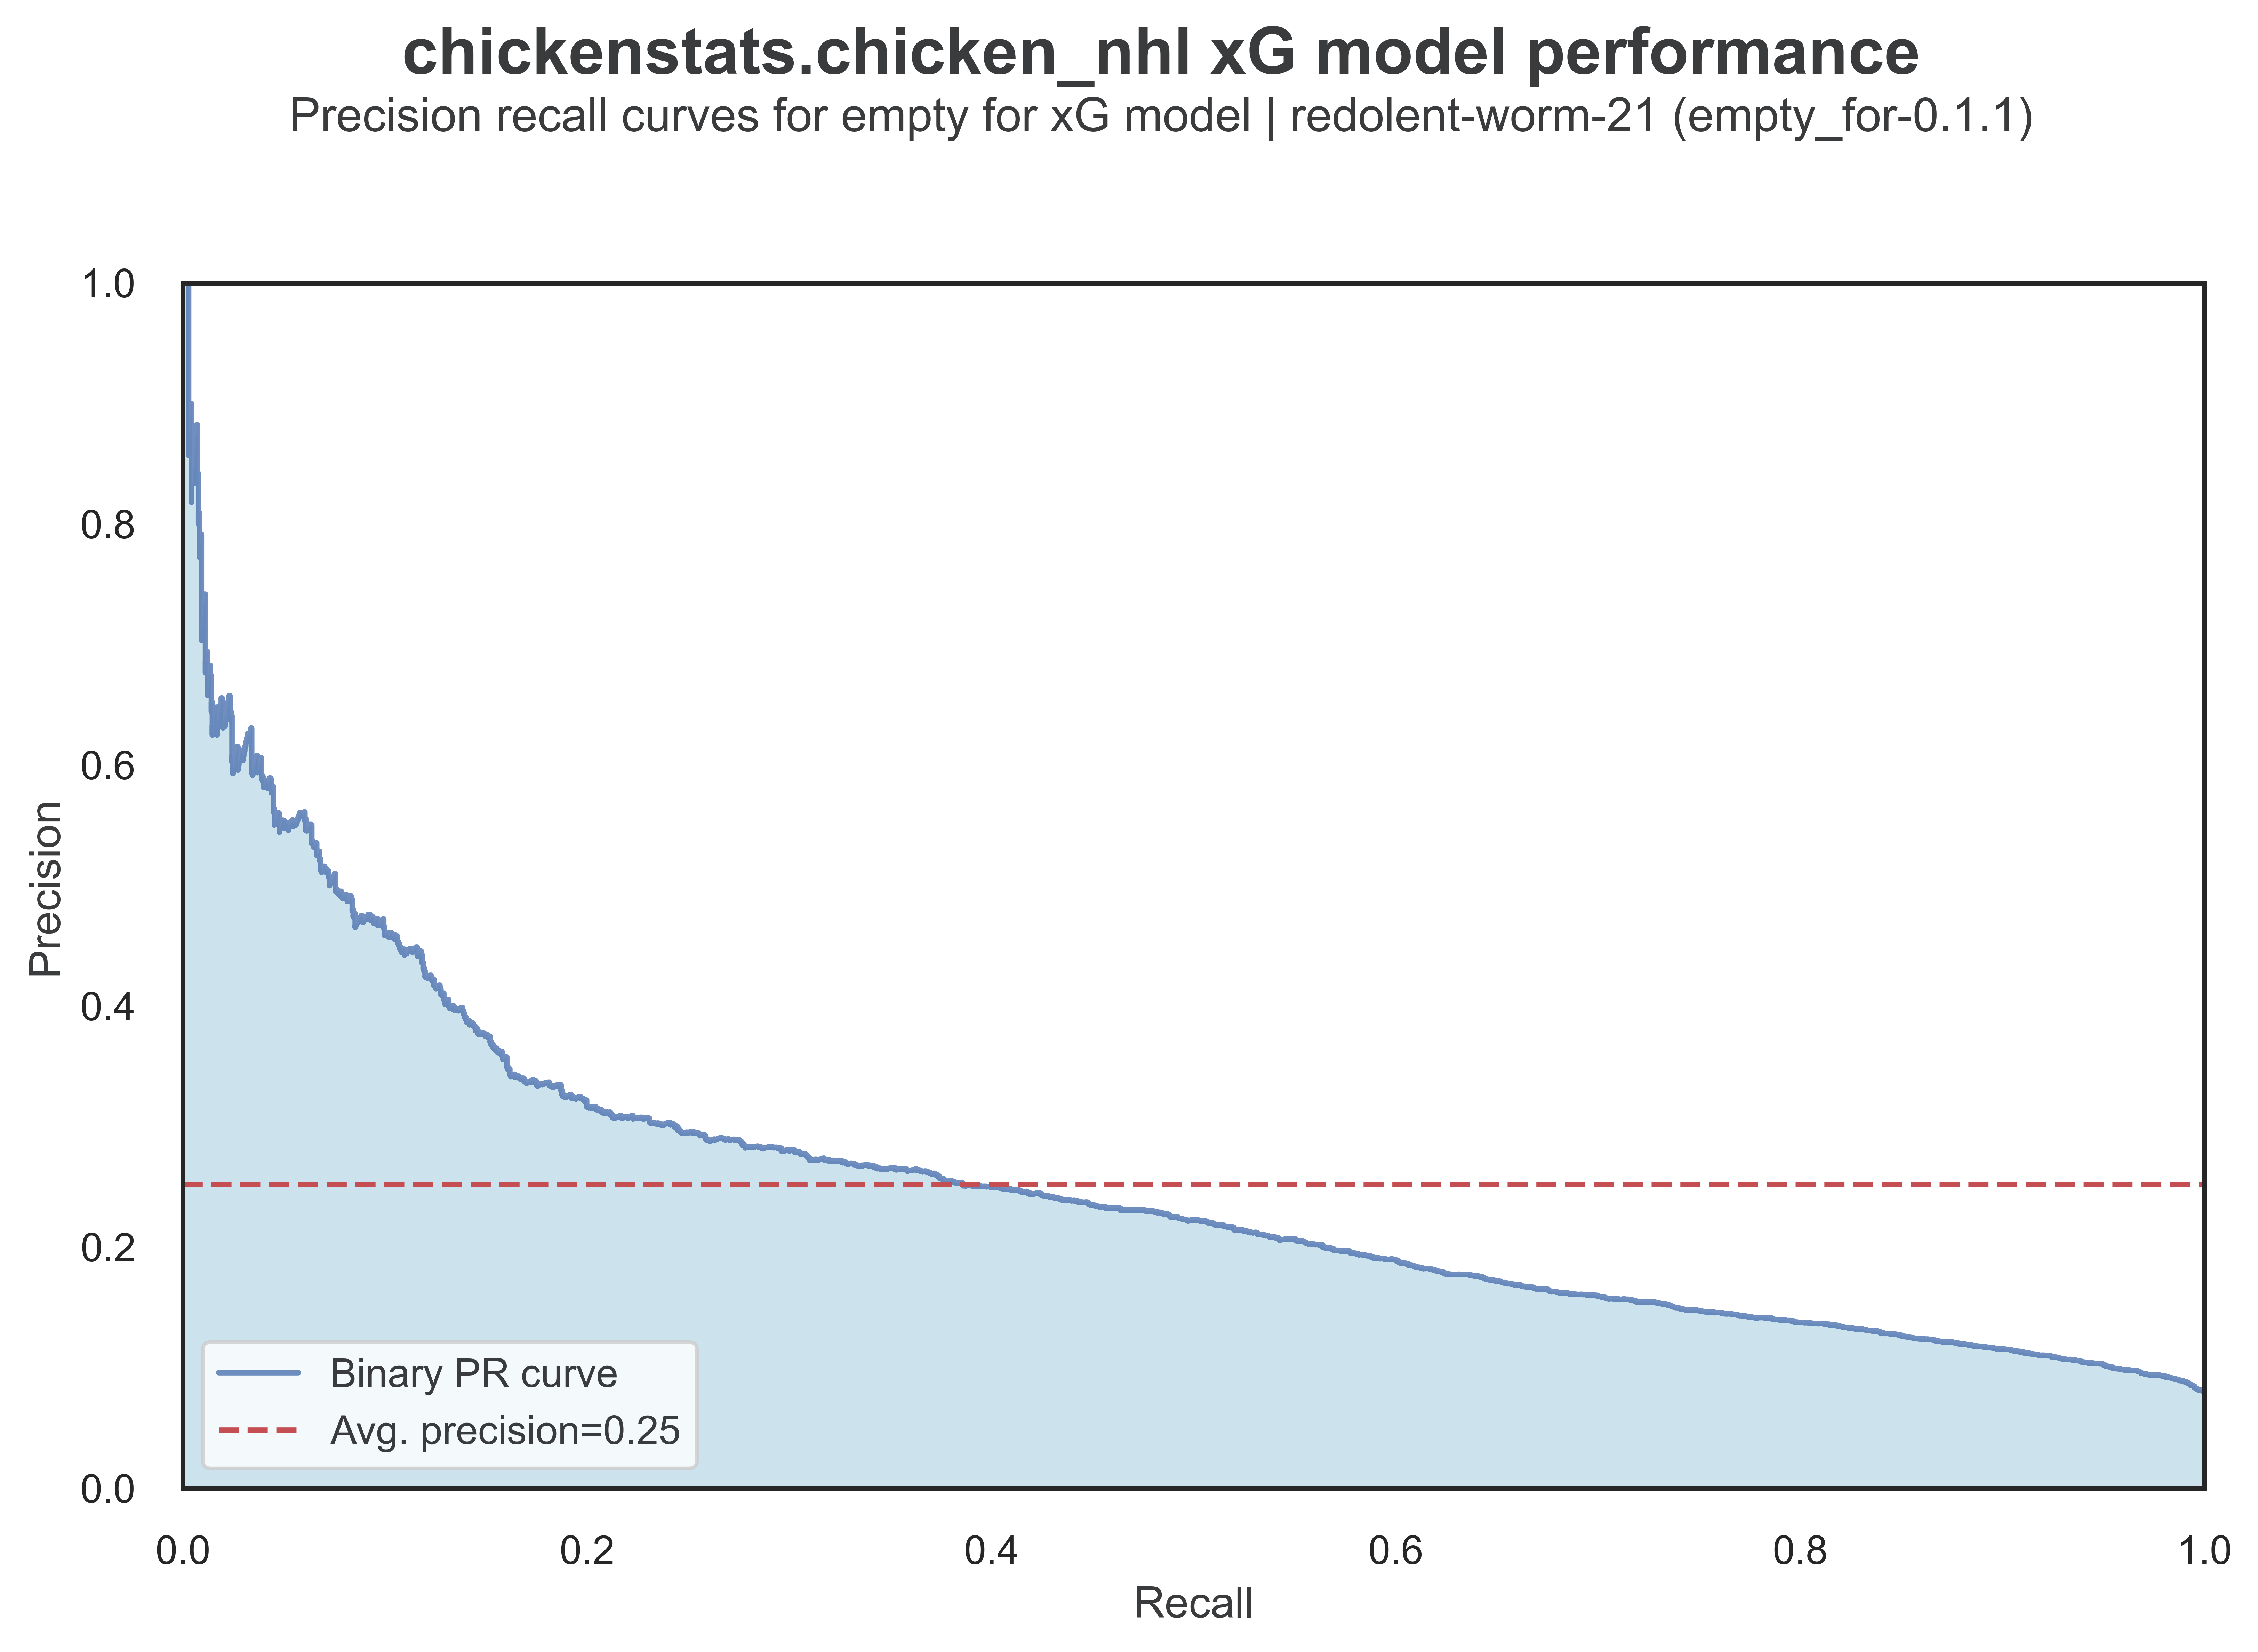 chickenstats.chicken_nhl xG model performance
Precision recall curves for empty for xG model | redolent-worm-21 (empty_for-0.1.1)
1.0
0.8
0.6
0.4
0.2
0.0
Precision
Binary PR curve
Avg. precision=0.25
0.0 0.2 0.4 0.6 0.8 1.0
Recall